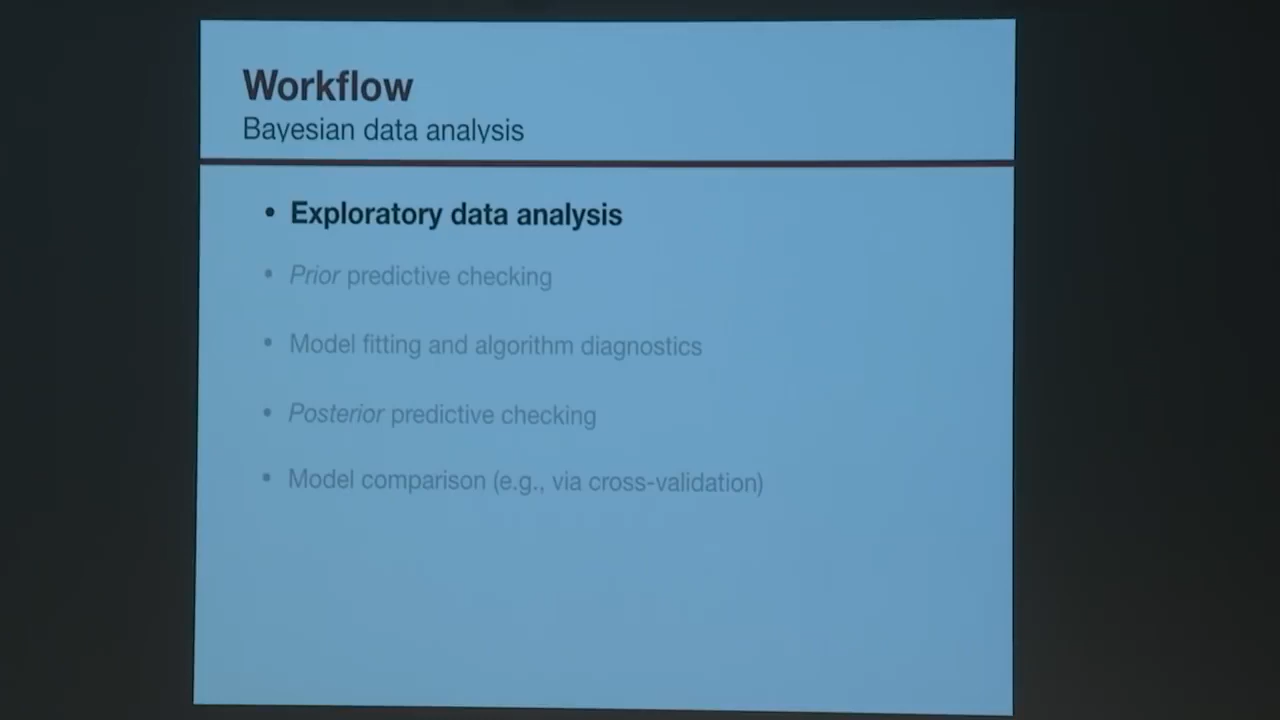 Workflow
Bayesian data analysis
• Exploratory data analysis
• Prior predictive checking
• Model fitting and algorithm diagnostics
• Posterior predictive checking
• Model comparison (e.g., via cross-validation)